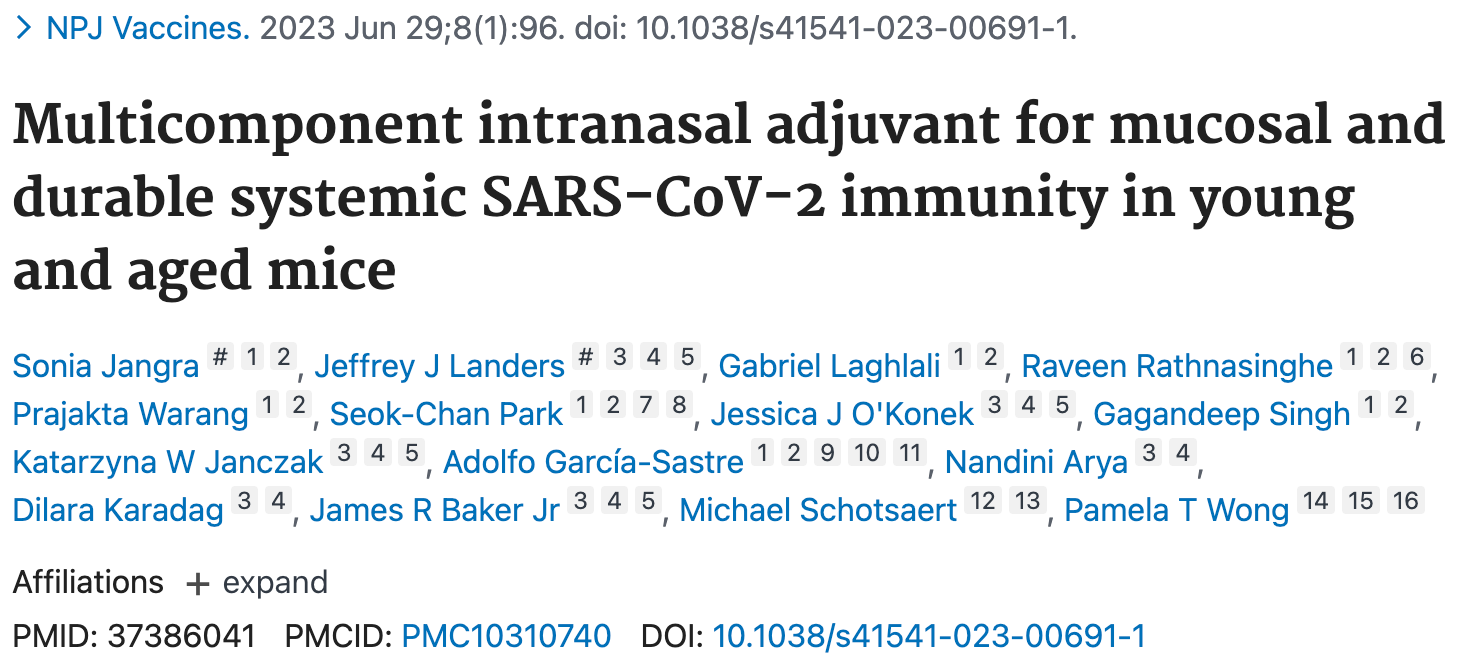 > NPJ Vaccines. 2023 Jun 29;8(1):96. doi: 10.1038/s41541-023-00691-1.
Multicomponent intranasal adjuvant for mucosal and
durable systemic SARS-CoV-2 immunity in young
and aged mice
Sonia Jangra # 1 2, Jeffrey J Landers # 3 4 5, Gabriel Laghlali 1 2, Raveen Rathnasinghe 1 2 6,
Prajakta Warang 1 2, Seok-Chan Park 1 2 7 8, Jessica J O'Konek 3 4 5, Gagandeep Singh 1 2,
Katarzyna W Janczak 3 4 5, Adolfo García-Sastre 1 2 9 10 11, Nandini Arya 3 4,
Dilara Karadag 3 4, James R Baker Jr 3 4 5, Michael Schotsaert 12 13, Pamela T Wong 14 15 16
Affiliations + expand
PMID: 37386041 PMCID: PMC10310740 DOI: 10.1038/s41541-023-00691-1